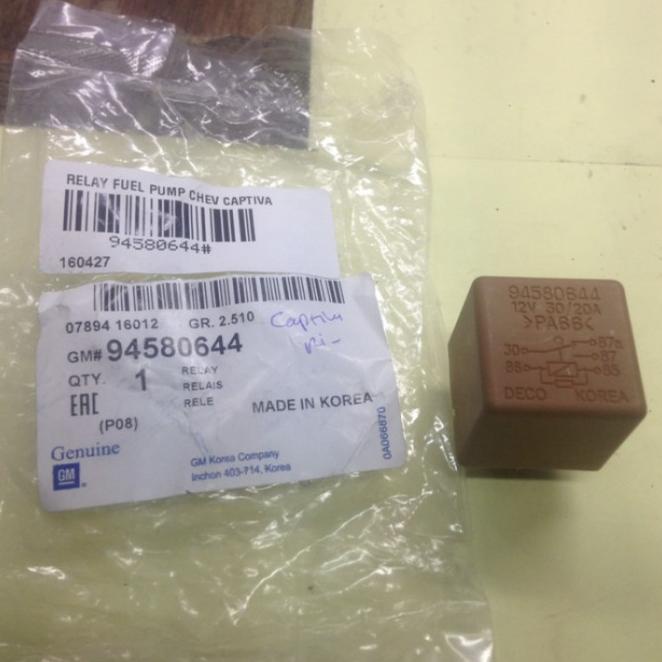 RELAY FUEL PUMP CHEV CAPTIVA
94580644#
160427
07894 16012 GR. 2.510
Captiva
GM# 94580644
QTY. 1
RELAY
RELAIS
RELE
EAC
(P08)
MADE IN KOREA
0A066870
Genuine
GM
GM Korea Company
Inchon 403-714, Korea
94580644
12V 30/20A
>PA66<
30 87a
87
86 85
DECO KOREA